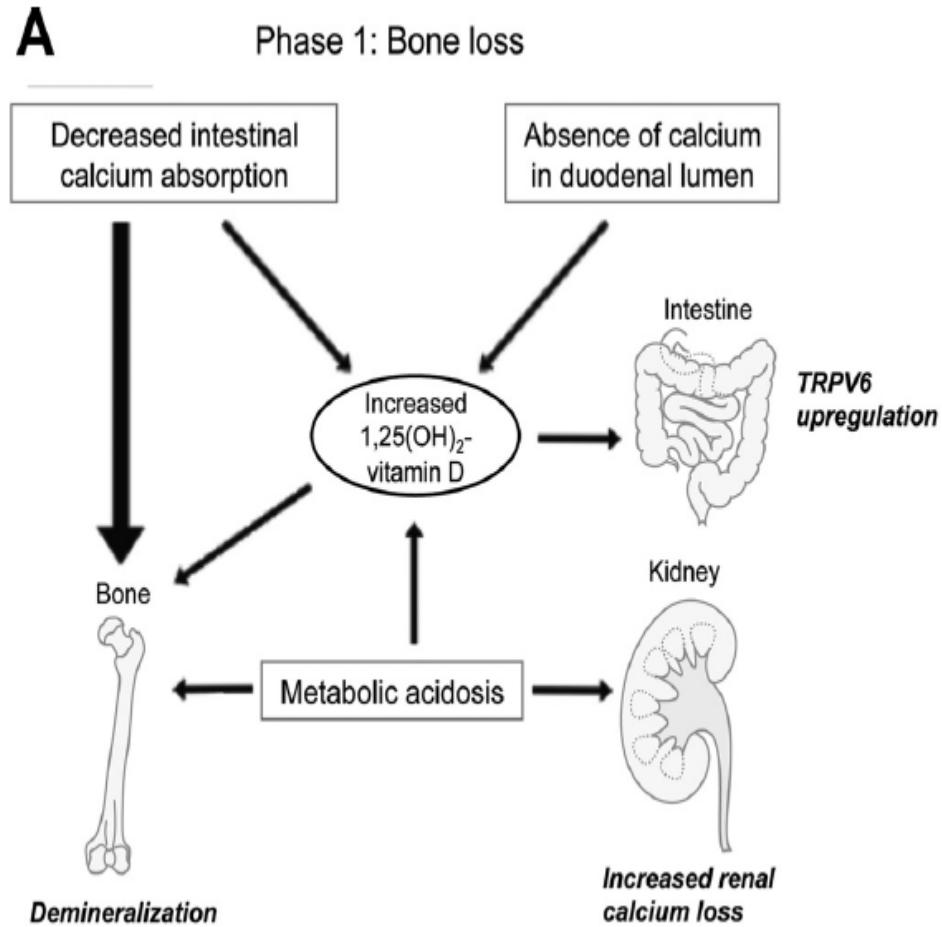 A
Phase 1: Bone loss
Decreased intestinal
calcium absorption
Absence of calcium
in duodenal lumen
Intestine
TRPV6
upregulation
Increased
1,25(OH)₂-
vitamin D
Bone
Kidney
Metabolic acidosis
Increased renal
calcium loss
Demineralization